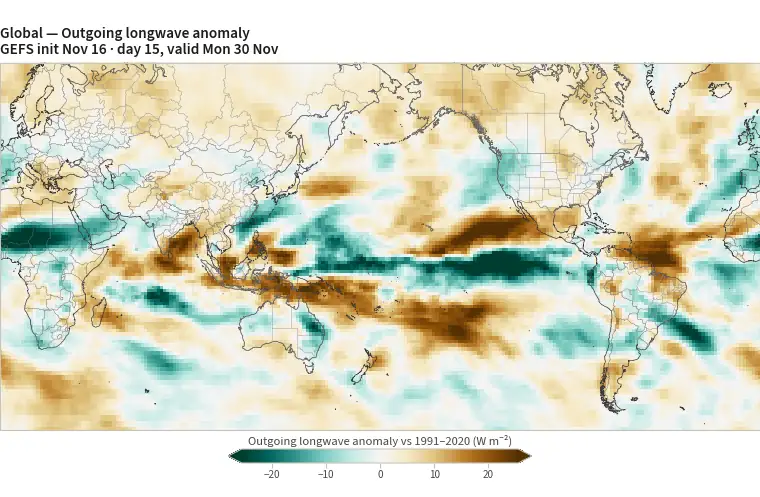 Global — Outgoing longwave anomaly
GEFS init Nov 16 · day 15, valid Mon 30 Nov
Outgoing longwave anomaly vs 1991–2020 (W m⁻²)
−20 −10 0 10 20